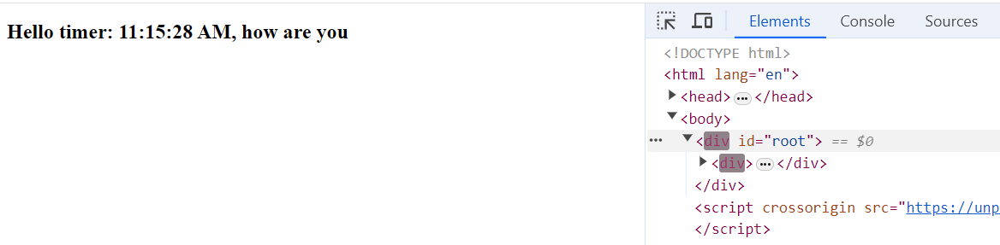 Hello timer: 11:15:28 AM, how are you
Elements Console Sources
<!DOCTYPE html>
<html lang="en">
<head> ••• </head>
<body>
••• <div id="root"> == $0
<div> ••• </div>
</div>
<script crossorigin src="https://unp
</script>